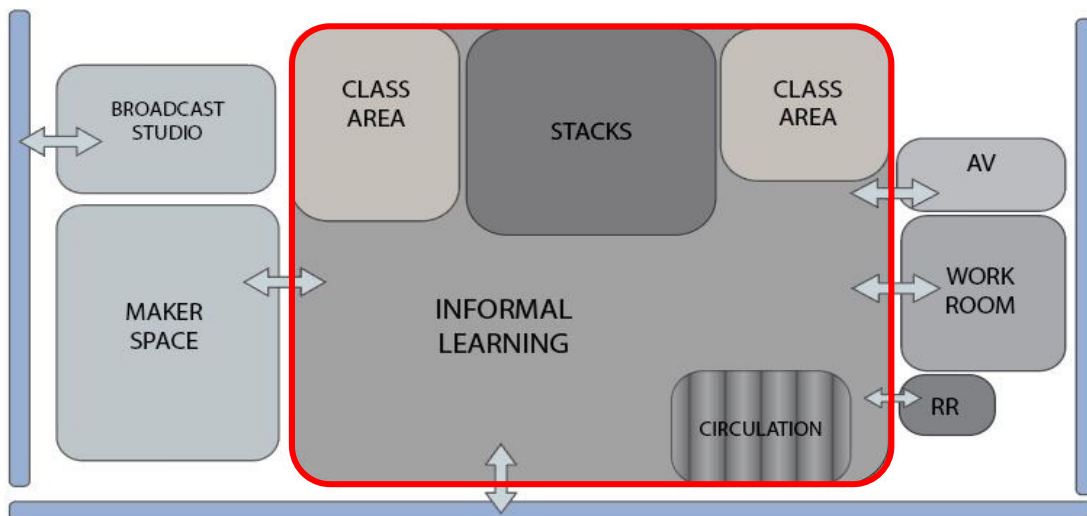 BROADCAST
STUDIO
CLASS
AREA
STACKS
CLASS
AREA
AV
MAKER
SPACE
INFORMAL
LEARNING
WORK
ROOM
CIRCULATION
RR